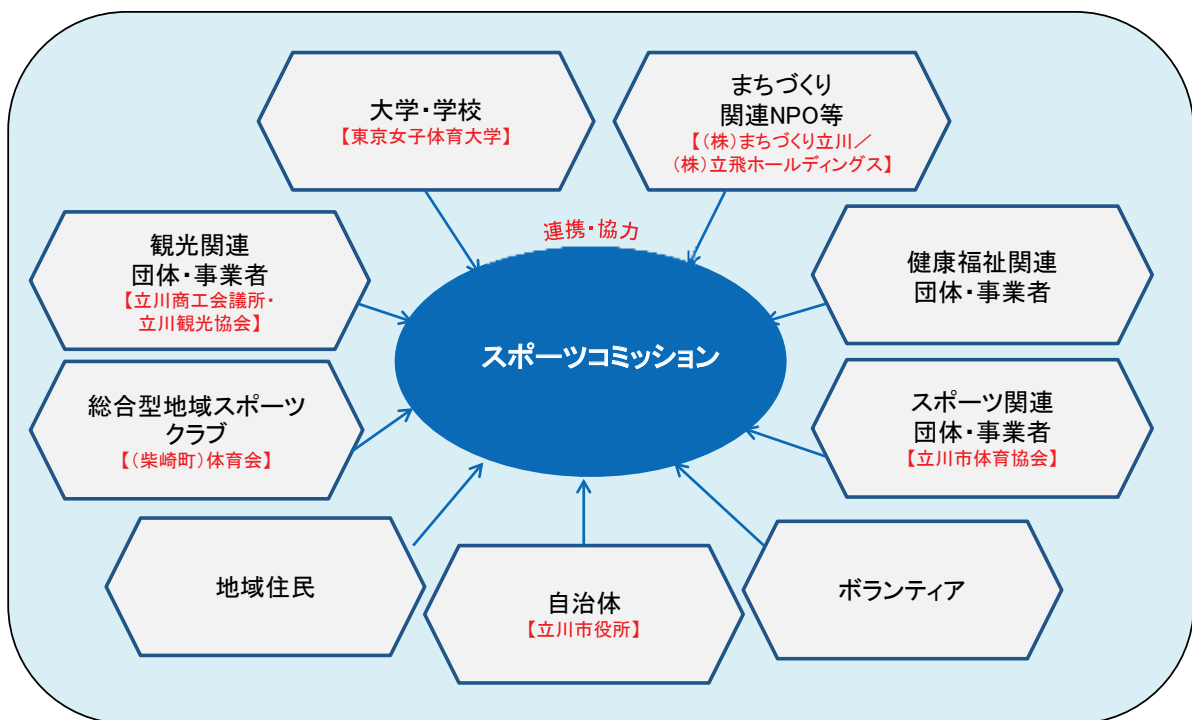 大学・学校
【東京女子体育大学】
まちづくり
関連NPO等
【(株)まちづくり立川／
(株)立飛ホールディングス】
連携・協力
観光関連
団体・事業者
【立川商工会議所・
立川観光協会】
健康福祉関連
団体・事業者
スポーツコミッション
総合型地域スポーツ
クラブ
【(柴崎町)体育会】
スポーツ関連
団体・事業者
【立川市体育協会】
地域住民
自治体
【立川市役所】
ボランティア